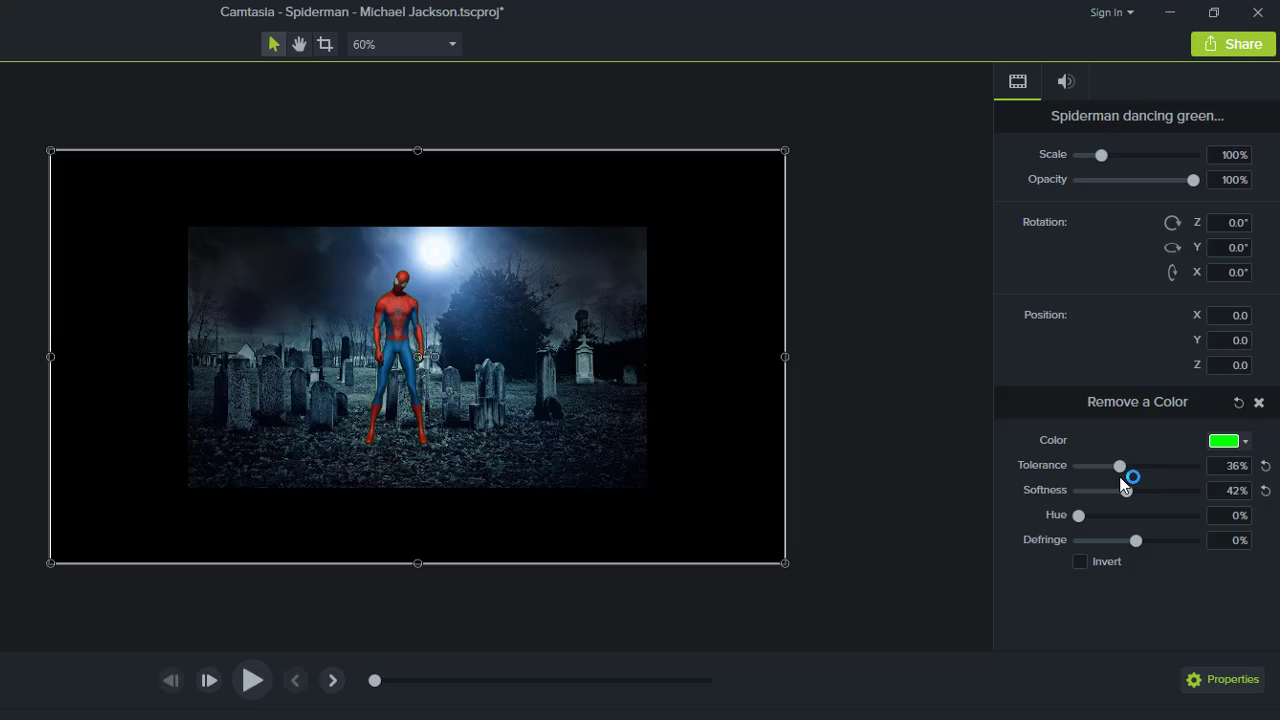 Camtasia - Spiderman - Michael Jackson.tscproj*
Sign In
60%
Share
Spiderman dancing green...
Scale 100%
Opacity 100%
Rotation: Z 0.0°
Y 0.0°
X 0.0°
Position: X 0.0
Y 0.0
Z 0.0
Remove a Color
Color
Tolerance 36%
Softness 42%
Hue 0%
Defringe 0%
Invert
Properties